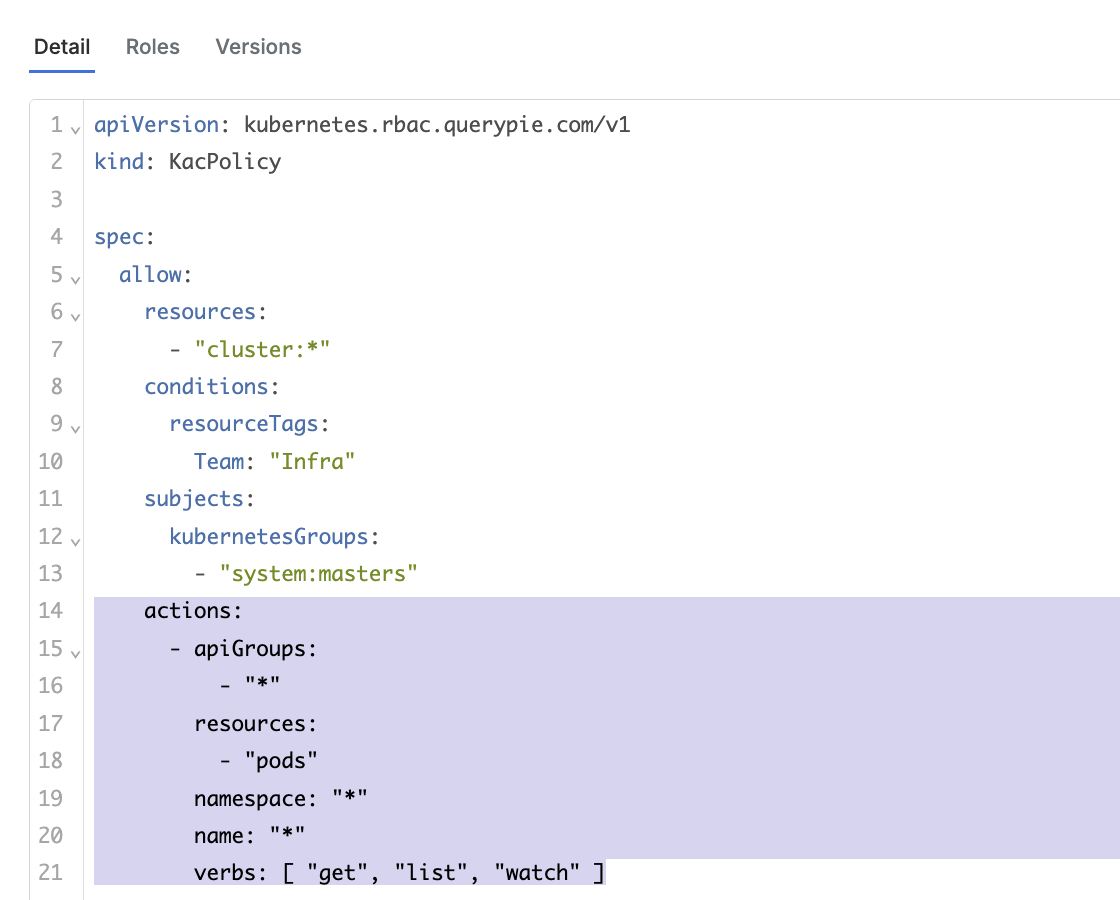 Detail Roles Versions
1 apiVersion: kubernetes.rbac.querypie.com/v1
2 kind: KacPolicy
3
4 spec:
5   allow:
6     resources:
7       - "cluster:*"
8     conditions:
9       resourceTags:
10         Team: "Infra"
11     subjects:
12       kubernetesGroups:
13         - "system:masters"
14     actions:
15       - apiGroups:
16           - "*"
17         resources:
18           - "pods"
19         namespace: "*"
20         name: "*"
21         verbs: [ "get", "list", "watch" ]